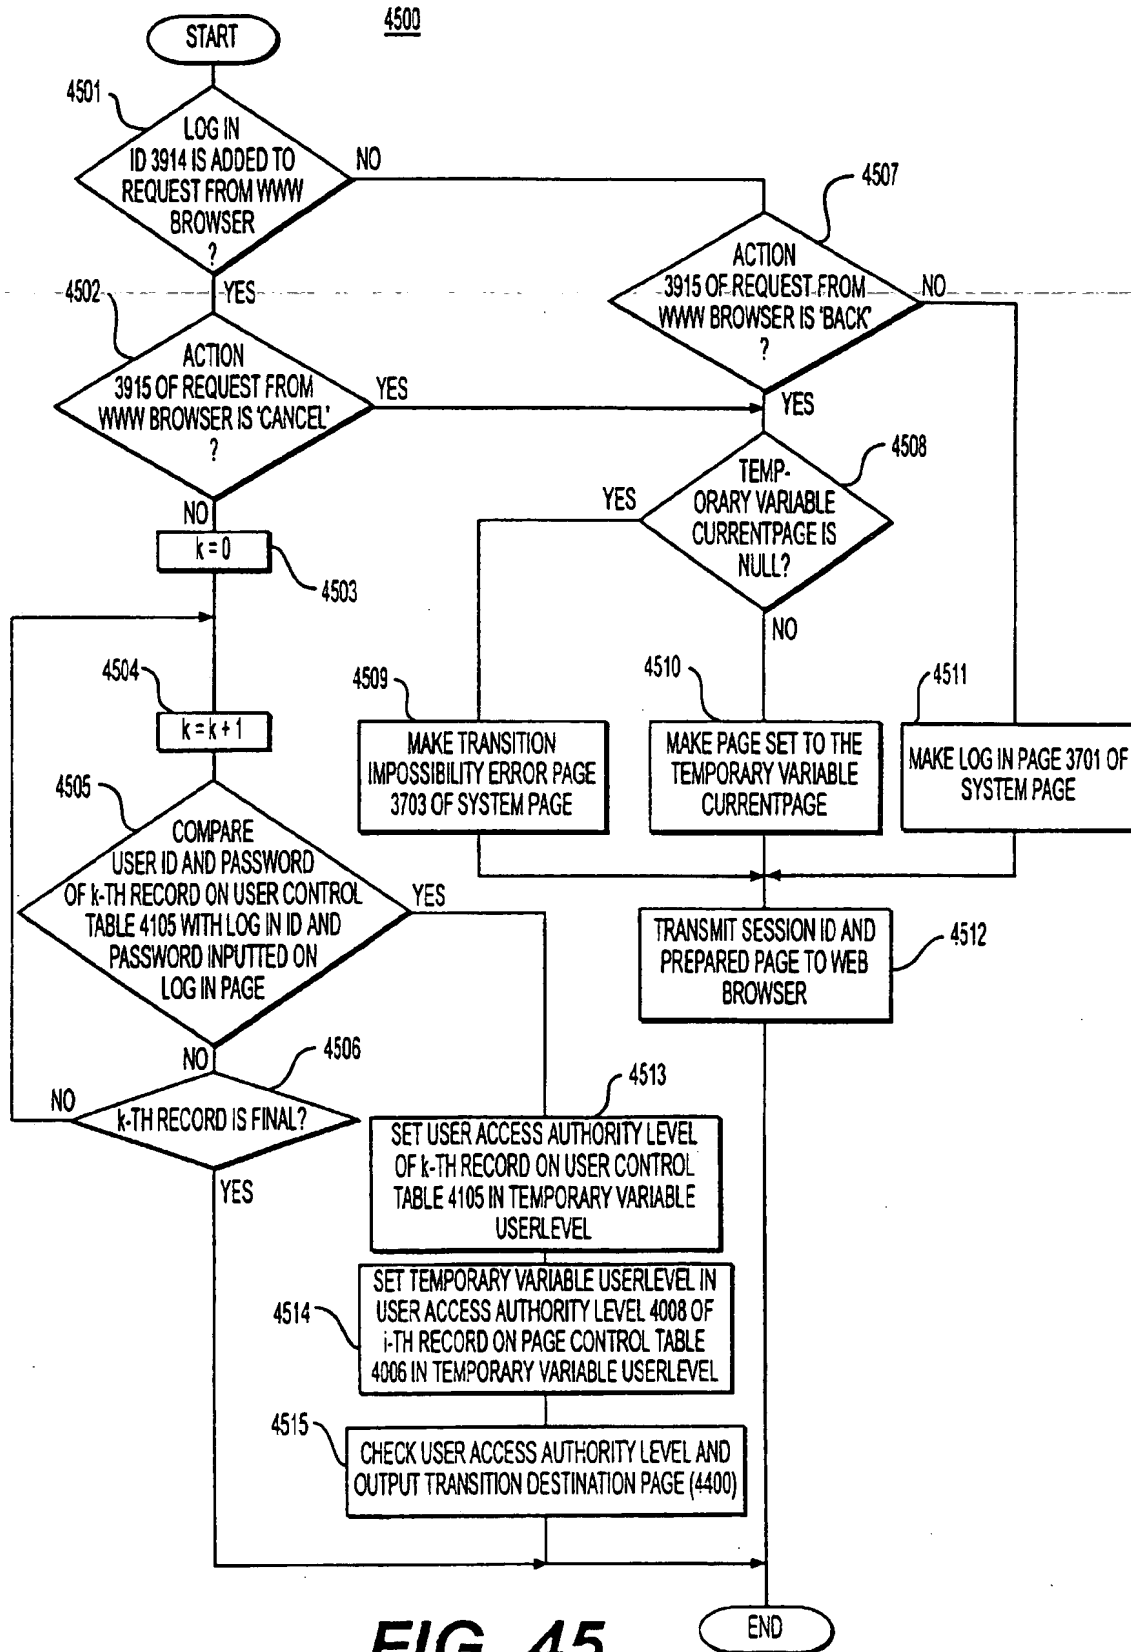 4500
START
4501
LOG IN
ID 3914 IS ADDED TO
REQUEST FROM WWW
BROWSER
?
NO
YES
4507
ACTION
3915 OF REQUEST FROM
WWW BROWSER IS 'BACK'
?
NO
YES
4502
ACTION
3915 OF REQUEST FROM
WWW BROWSER IS 'CANCEL'
?
YES
NO
4508
TEMP-
ORARY VARIABLE
CURRENTPAGE IS
NULL?
YES
NO
k = 0
4503
4504
k = k + 1
4509
MAKE TRANSITION
IMPOSSIBILITY ERROR PAGE
3703 OF SYSTEM PAGE
4510
MAKE PAGE SET TO THE
TEMPORARY VARIABLE
CURRENTPAGE
4511
MAKE LOG IN PAGE 3701 OF
SYSTEM PAGE
4505
COMPARE
USER ID AND PASSWORD
OF k-TH RECORD ON USER CONTROL
TABLE 4105 WITH LOG IN ID AND
PASSWORD INPUTTED ON
LOG IN PAGE
YES
NO
TRANSMIT SESSION ID AND
PREPARED PAGE TO WEB
BROWSER
4512
4506
k-TH RECORD IS FINAL?
NO
YES
4513
SET USER ACCESS AUTHORITY LEVEL
OF k-TH RECORD ON USER CONTROL
TABLE 4105 IN TEMPORARY VARIABLE
USERLEVEL
4514
SET TEMPORARY VARIABLE USERLEVEL IN
USER ACCESS AUTHORITY LEVEL 4008 OF
i-TH RECORD ON PAGE CONTROL TABLE
4006 IN TEMPORARY VARIABLE USERLEVEL
4515
CHECK USER ACCESS AUTHORITY LEVEL AND
OUTPUT TRANSITION DESTINATION PAGE (4400)
END
FIG. 45